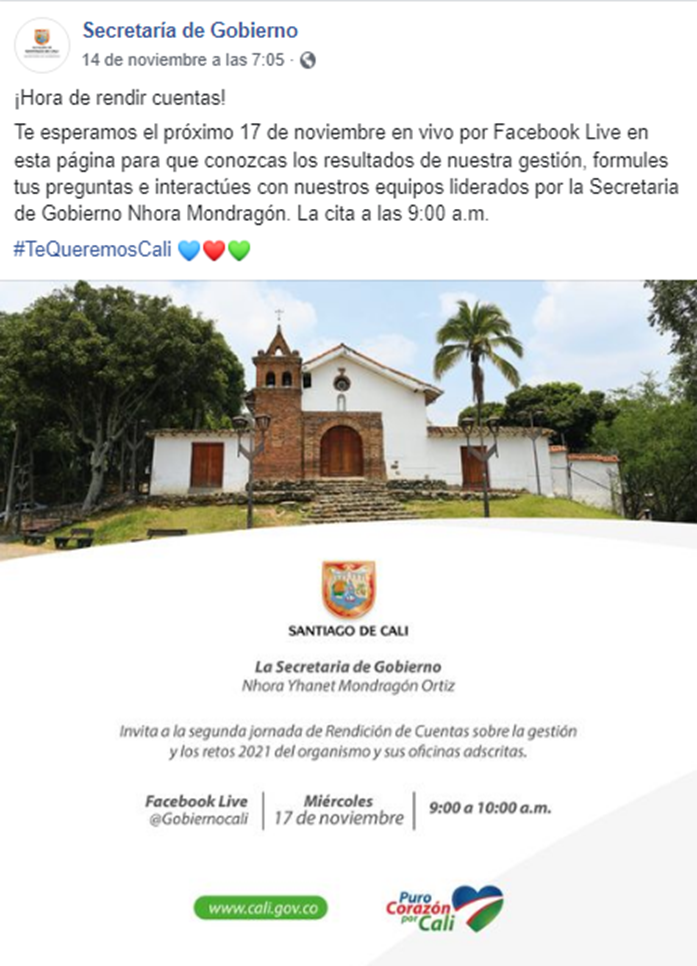 Secretaría de Gobierno
14 de noviembre a las 7:05 ·
¡Hora de rendir cuentas!
Te esperamos el próximo 17 de noviembre en vivo por Facebook Live en
esta página para que conozcas los resultados de nuestra gestión, formules
tus preguntas e interactúes con nuestros equipos liderados por la Secretaria
de Gobierno Nhora Mondragón. La cita a las 9:00 a.m.
#TeQueremosCali 💙❤️💚
SANTIAGO DE CALI
La Secretaria de Gobierno
Nhora Yhanet Mondragón Ortiz
Invita a la segunda jornada de Rendición de Cuentas sobre la gestión
y los retos 2021 del organismo y sus oficinas adscritas.
Facebook Live
@Gobiernocali
Miércoles
17 de noviembre
9:00 a 10:00 a.m.
www.cali.gov.co
Puro
Corazón
por
Cali